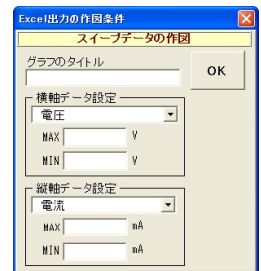 Excel出力の作図条件
スイープデータの作図
グラフのタイトル
OK
横軸データ設定
電圧
MAX V
MIN V
縦軸データ設定
電流
MAX mA
MIN mA